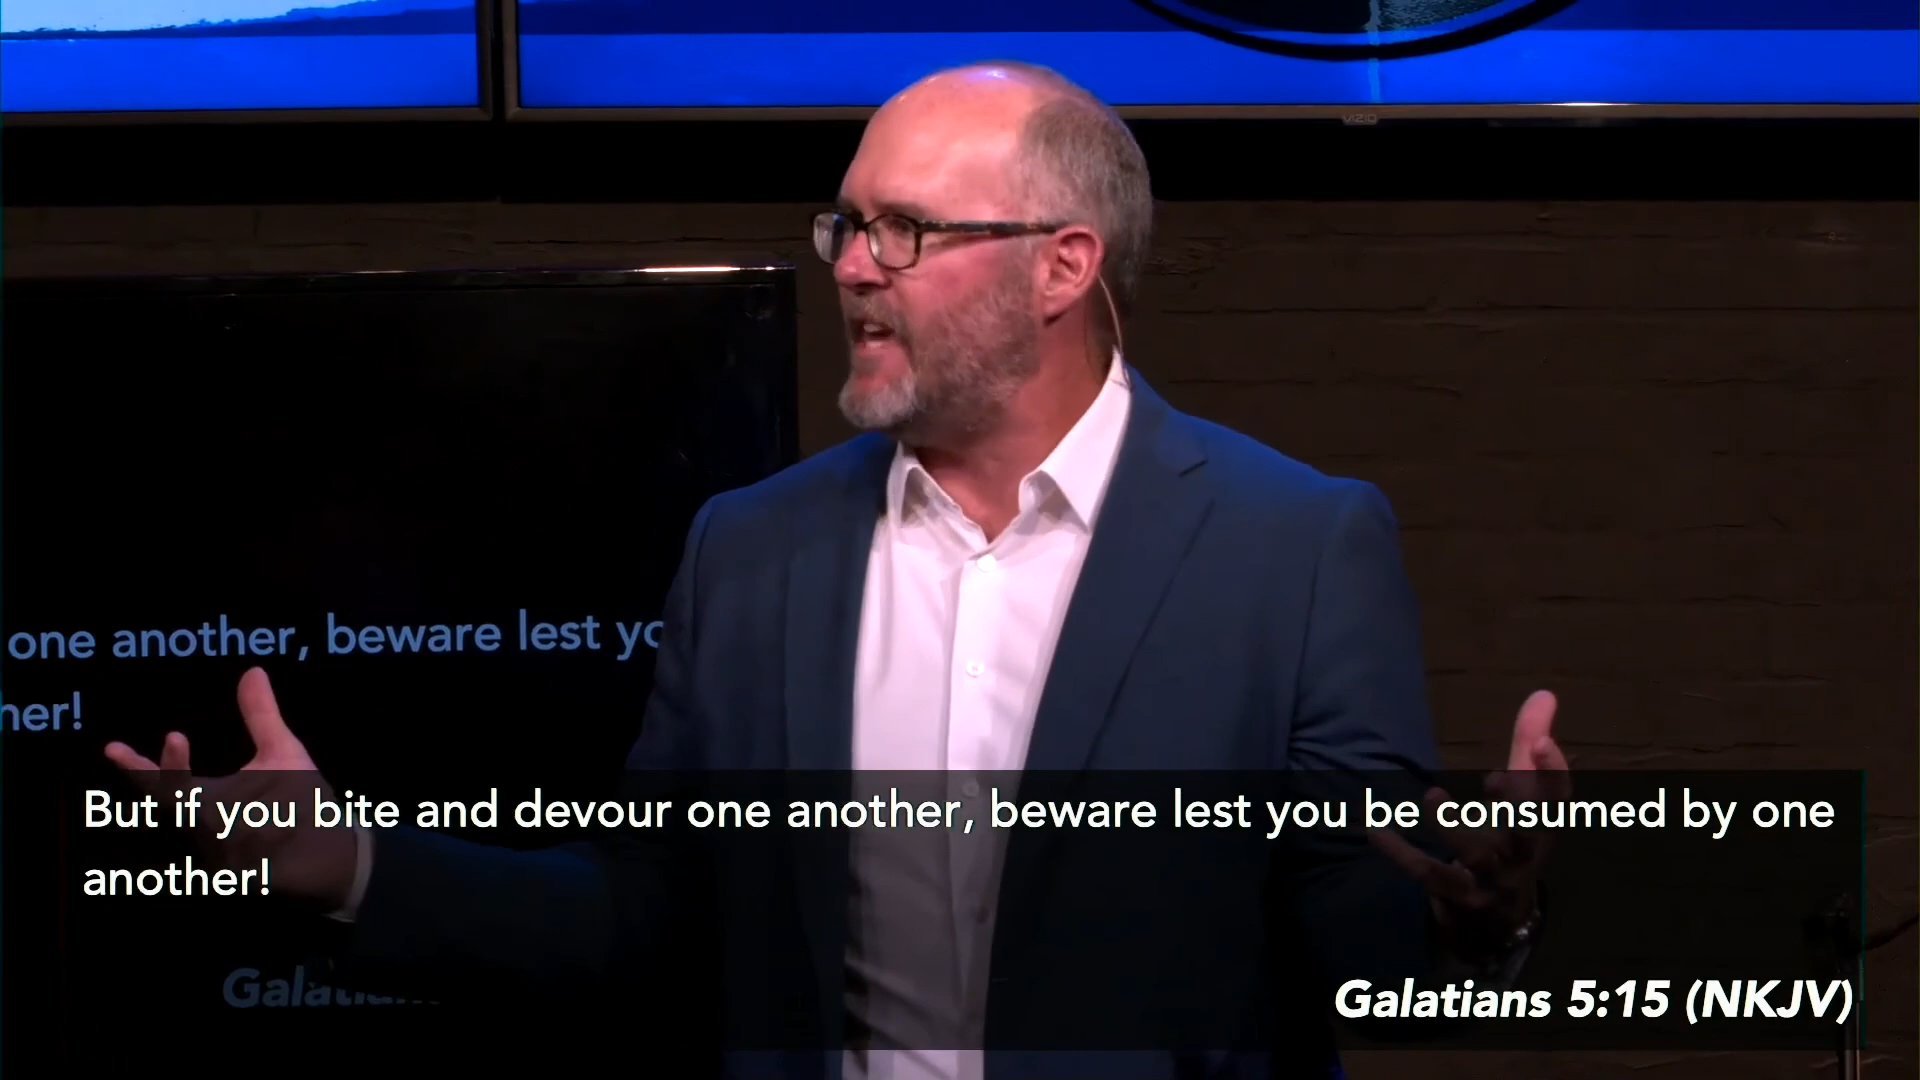 VIZIO
one another, beware lest yo
her!
But if you bite and devour one another, beware lest you be consumed by one
another!
Galatians 5:15 (NKJV)